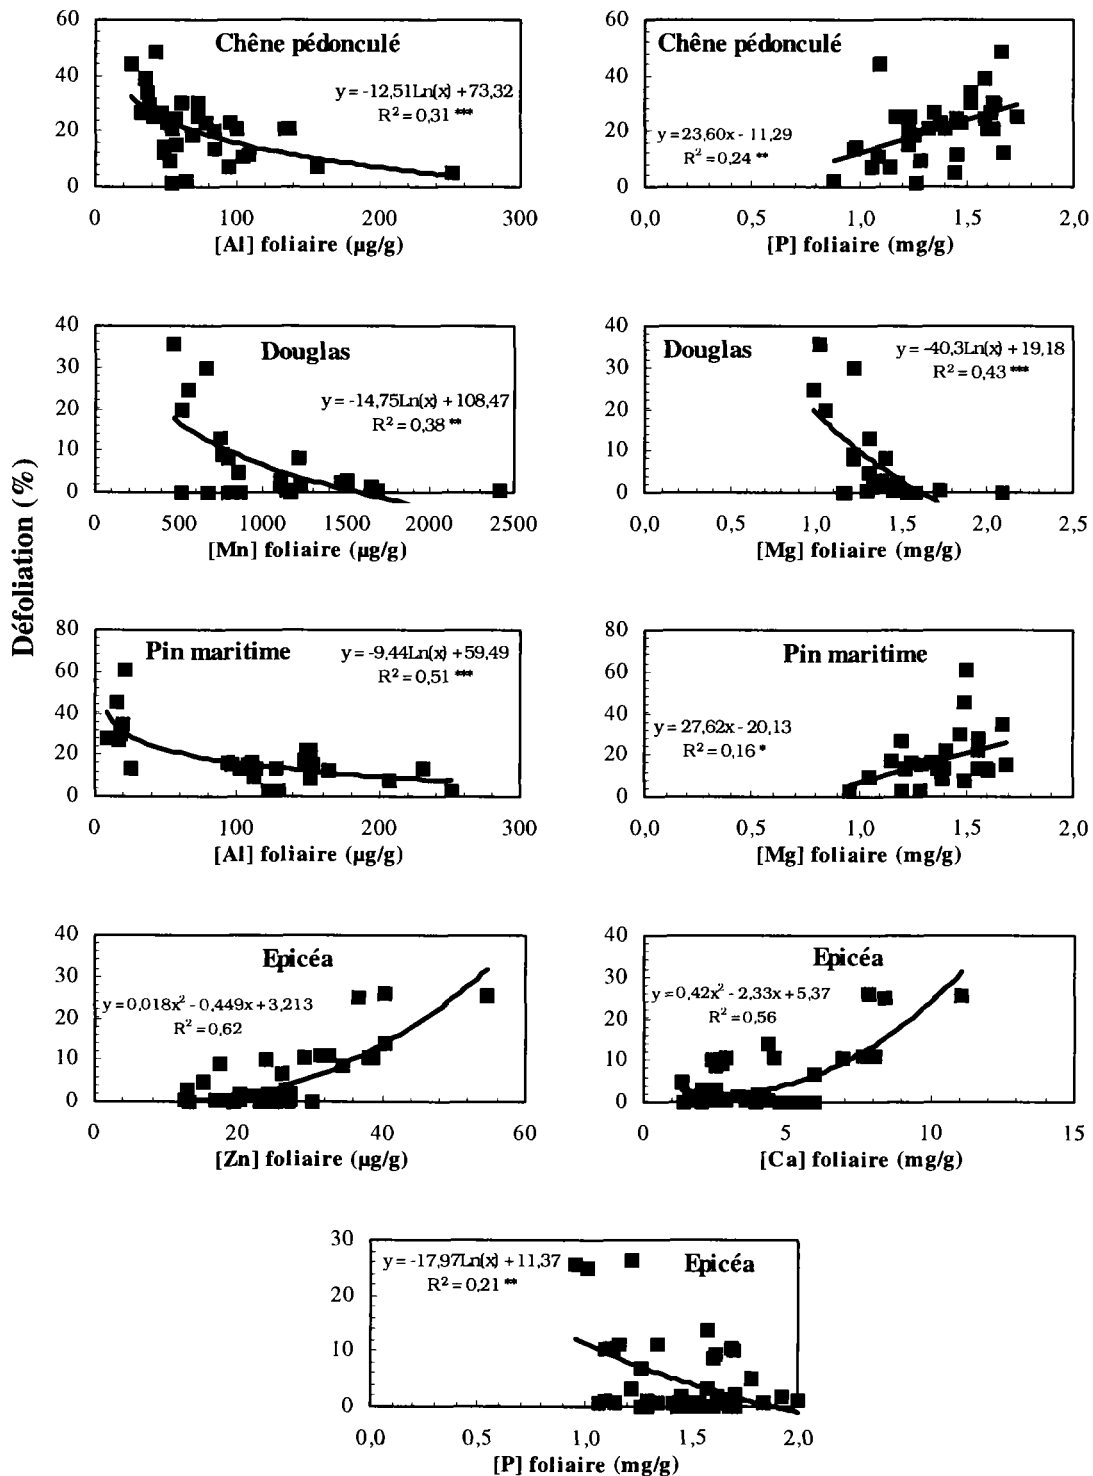 Défoliation (%)
Chêne pédonculé
y = -12,51Ln(x) + 73,32
R² = 0,31 ***
60
40
20
0
0 100 200 300
[Al] foliaire (µg/g)
Chêne pédonculé
y = 23,60x - 11,29
R² = 0,24 **
60
40
20
0
0,0 0,5 1,0 1,5 2,0
[P] foliaire (mg/g)
Douglas
y = -14,75Ln(x) + 108,47
R² = 0,38 **
40
30
20
10
0
0 500 1000 1500 2000 2500
[Mn] foliaire (µg/g)
Douglas
y = -40,3Ln(x) + 19,18
R² = 0,43 ***
40
30
20
10
0
0,0 0,5 1,0 1,5 2,0 2,5
[Mg] foliaire (mg/g)
Pin maritime
y = -9,44Ln(x) + 59,49
R² = 0,51 ***
80
60
40
20
0
0 100 200 300
[Al] foliaire (µg/g)
Pin maritime
y = 27,62x - 20,13
R² = 0,16 *
80
60
40
20
0
0,0 0,5 1,0 1,5 2,0
[Mg] foliaire (mg/g)
Epicéa
y = 0,018x² - 0,449x + 3,213
R² = 0,62
40
30
20
10
0
0 20 40 60
[Zn] foliaire (µg/g)
Epicéa
y = 0,42x² - 2,33x + 5,37
R² = 0,56
40
30
20
10
0
0 5 10 15
[Ca] foliaire (mg/g)
y = -17,97Ln(x) + 11,37
R² = 0,21 **
Epicéa
30
20
10
0
0,0 0,5 1,0 1,5 2,0
[P] foliaire (mg/g)